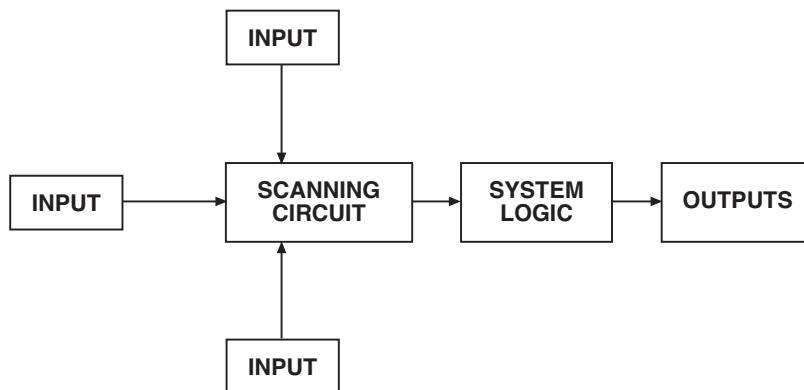 INPUT
INPUT
SCANNING
CIRCUIT
SYSTEM
LOGIC
OUTPUTS
INPUT